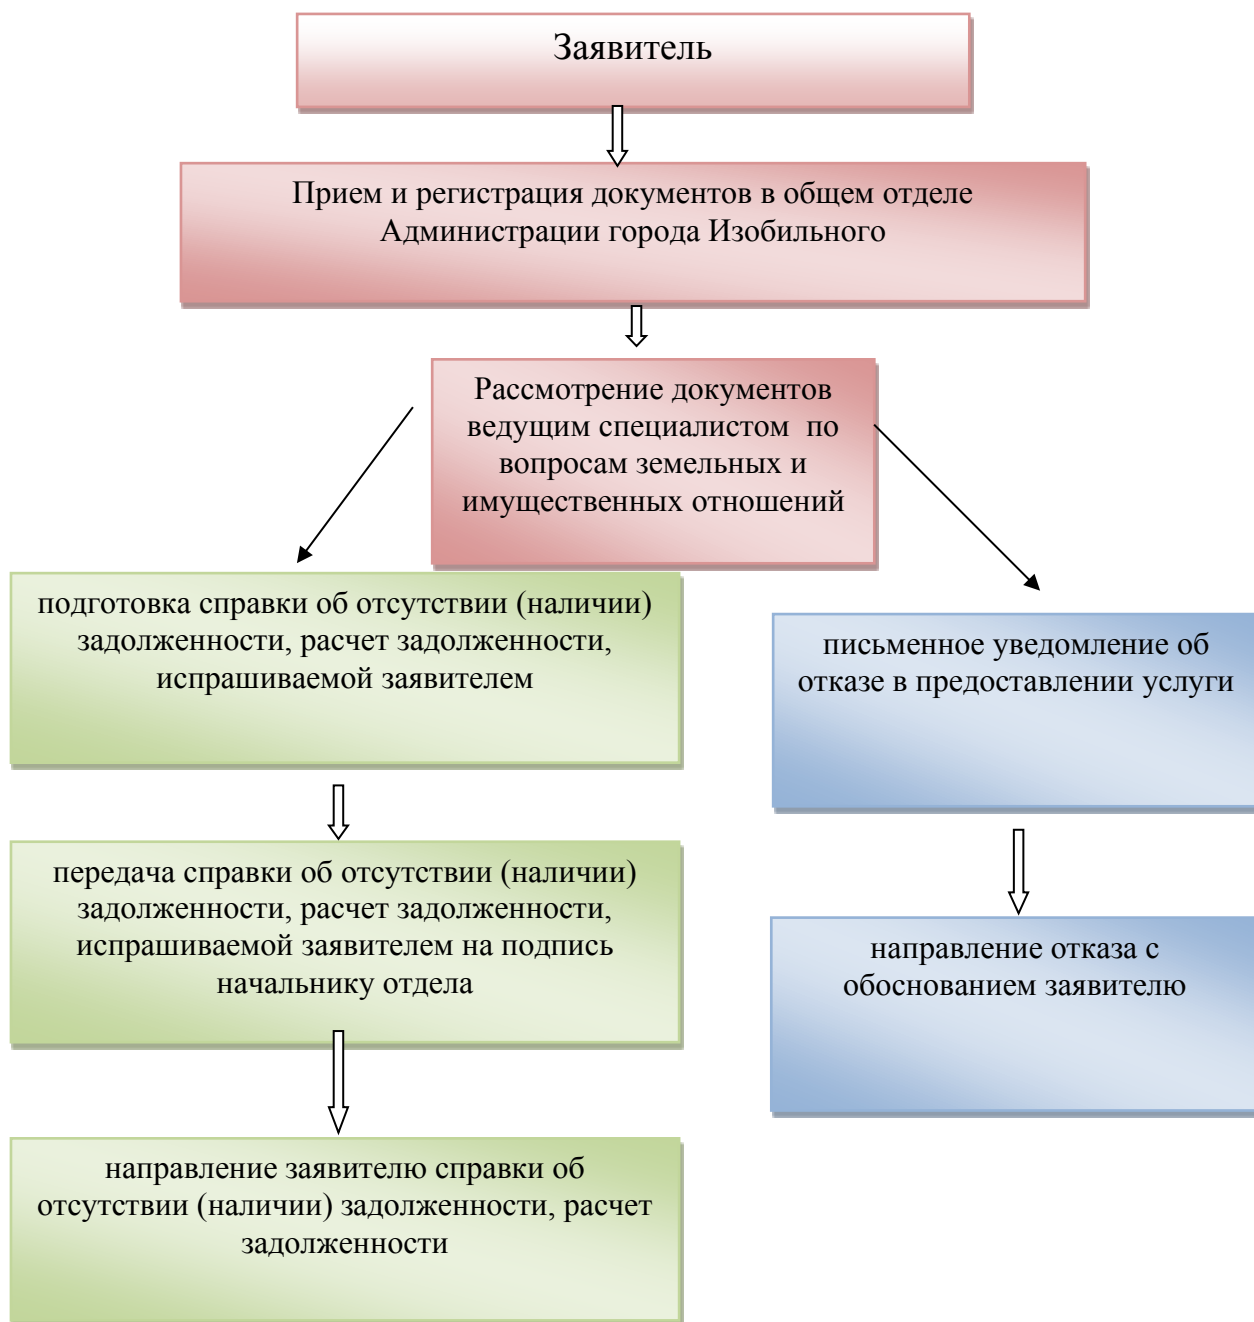 Заявитель
Прием и регистрация документов в общем отделе
Администрации города Изобильного
Рассмотрение документов
ведущим специалистом  по
вопросам земельных и
имущественных отношений
подготовка справки об отсутствии (наличии)
задолженности, расчет задолженности,
испрашиваемой заявителем
письменное уведомление об
отказе в предоставлении услуги
передача справки об отсутствии (наличии)
задолженности, расчет задолженности,
испрашиваемой заявителем на подпись
начальнику отдела
направление отказа с
обоснованием заявителю
направление заявителю справки об
отсутствии (наличии) задолженности, расчет
задолженности